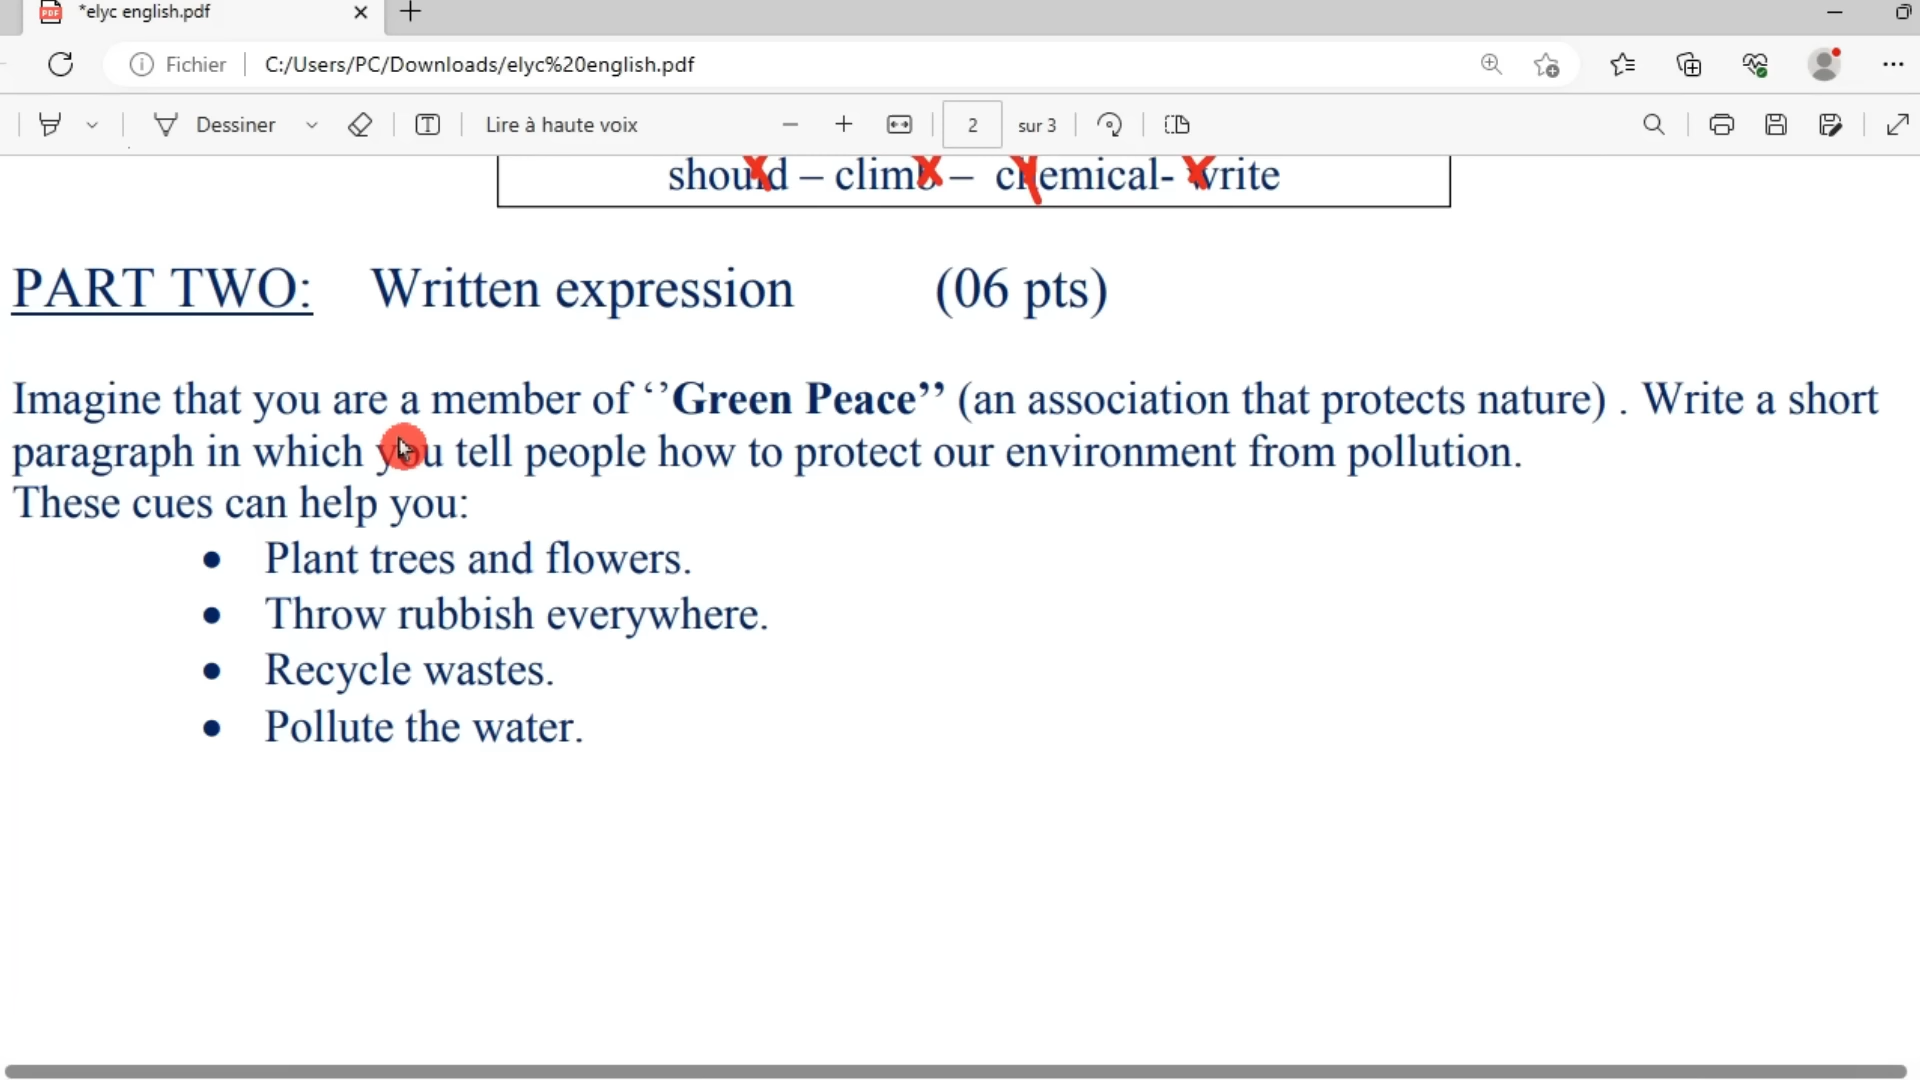 *elyc english.pdf
Fichier C:/Users/PC/Downloads/elyc%20english.pdf
Dessiner Lire à haute voix 2 sur 3
should – climb – chemical- write
PART TWO: Written expression (06 pts)
Imagine that you are a member of ‘’Green Peace’’ (an association that protects nature) . Write a short
paragraph in which you tell people how to protect our environment from pollution.
These cues can help you:
• Plant trees and flowers.
• Throw rubbish everywhere.
• Recycle wastes.
• Pollute the water.